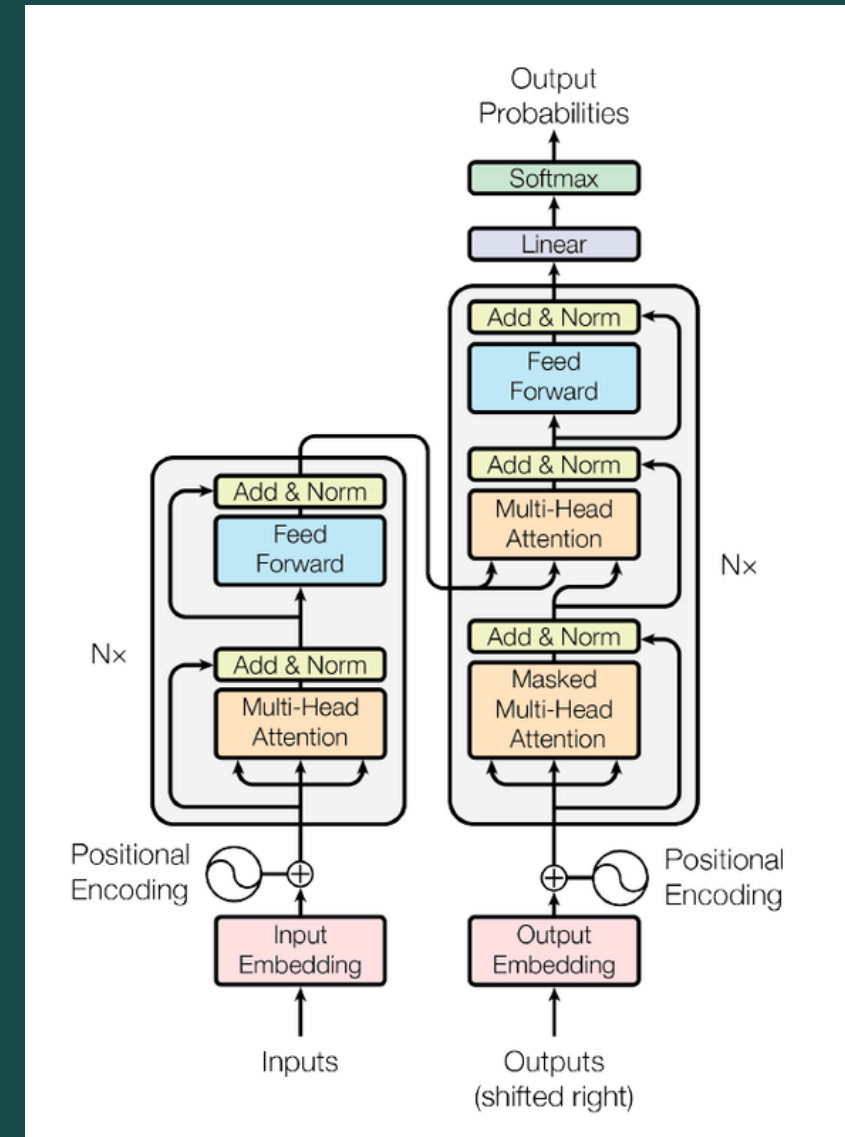 Output
Probabilities
Softmax
Linear
Add & Norm
Feed
Forward
Add & Norm
Multi-Head
Attention
Nx
Add & Norm
Masked
Multi-Head
Attention
Add & Norm
Feed
Forward
Nx
Add & Norm
Multi-Head
Attention
Positional
Encoding
Positional
Encoding
Input
Embedding
Output
Embedding
Inputs
Outputs
(shifted right)